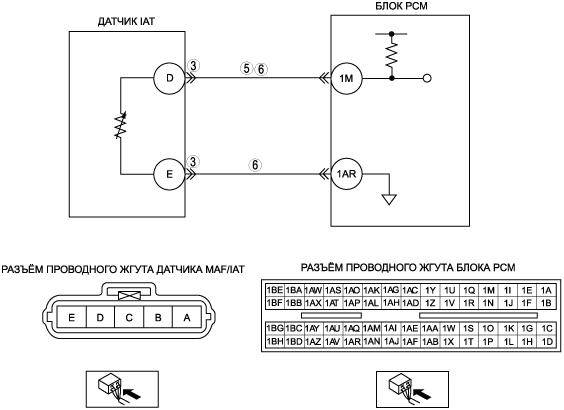 ДАТЧИК IAT
БЛОК PCM
D
3
5 6
1M
E
3
6
1AR
РАЗЪЁМ ПРОВОДНОГО ЖГУТА ДАТЧИКА MAF/IAT
E D C B A
РАЗЪЁМ ПРОВОДНОГО ЖГУТА БЛОКА PCM
1BE 1BA 1AW 1AS 1AO 1AK 1AG 1AC 1Y 1U 1Q 1M 1I 1E 1A
1BF 1BB 1AX 1AT 1AP 1AL 1AH 1AD 1Z 1V 1R 1N 1J 1F 1B
1BG 1BC 1AY 1AU 1AQ 1AM 1AI 1AE 1AA 1W 1S 1O 1K 1G 1C
1BH 1BD 1AZ 1AV 1AR 1AN 1AJ 1AF 1AB 1X 1T 1P 1L 1H 1D